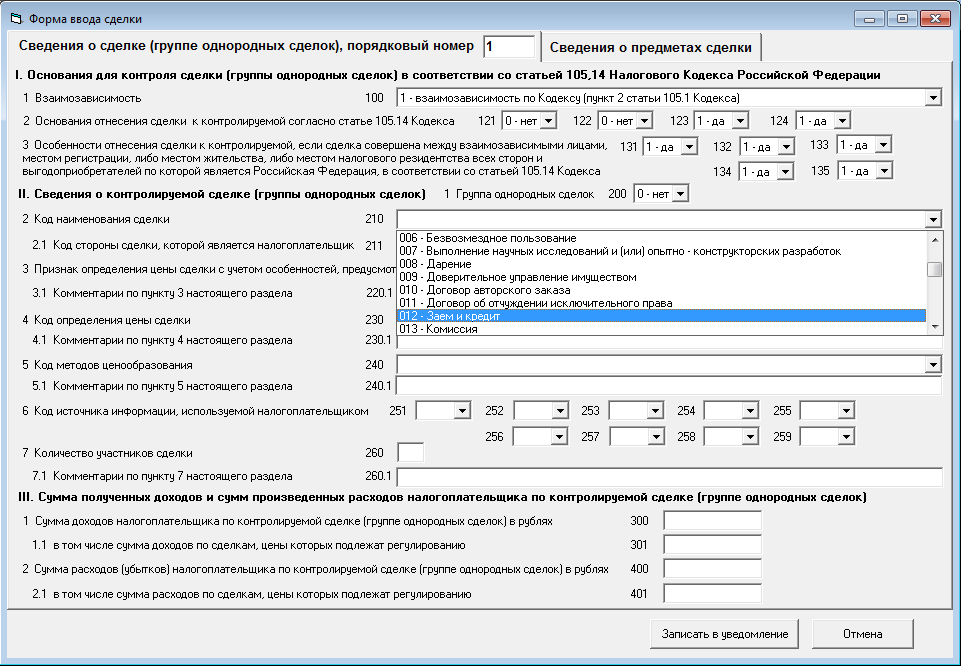 Форма ввода сделки
Сведения о сделке (группе однородных сделок), порядковый номер 1 Сведения о предметах сделки
I. Основания для контроля сделки (группы однородных сделок) в соответствии со статьей 105,14 Налогового Кодекса Российской Федерации
1 Взаимозависимость 100 1 - взаимозависимость по Кодексу (пункт 2 статьи 105.1 Кодекса)
2 Основания отнесения сделки к контролируемой согласно статье 105.14 Кодекса 121 0 - нет 122 0 - нет 123 1 - да 124 1 - да
3 Особенности отнесения сделки к контролируемой, если сделка совершена между взаимозависимыми лицами, 131 1 - да 132 1 - да 133 1 - да
местом регистрации, либо местом жительства, либо местом налогового резидентства всех сторон и
выгодоприобретателей по которой является Российская Федерация, в соответствии со статьей 105.14 Кодекса 134 1 - да 135 1 - да
II. Сведения о контролируемой сделке (группы однородных сделок) 1 Группа однородных сделок 200 0 - нет
2 Код наименования сделки 210
006 - Безвозмездное пользование
2.1 Код стороны сделки, которой является налогоплательщик 211 007 - Выполнение научных исследований и (или) опытно - конструкторских разработок
008 - Дарение
3 Признак определения цены сделки с учетом особенностей, предусмот 009 - Доверительное управление имуществом
010 - Договор авторского заказа
3.1 Комментарии по пункту 3 настоящего раздела 220.1 011 - Договор об отчуждении исключительного права
4 Код определения цены сделки 230 012 - Заем и кредит
013 - Комиссия
4.1 Комментарии по пункту 4 настоящего раздела 230.1
5 Код методов ценообразования 240
5.1 Комментарии по пункту 5 настоящего раздела 240.1
6 Код источника информации, используемой налогоплательщиком 251 252 253 254 255
256 257 258 259
7 Количество участников сделки 260
7.1 Комментарии по пункту 7 настоящего раздела 260.1
III. Сумма полученных доходов и сумм произведенных расходов налогоплательщика по контролируемой сделке (группе однородных сделок)
1 Сумма доходов налогоплательщика по контролируемой сделке (группе однородных сделок) в рублях 300
1.1 в том числе сумма доходов по сделкам, цены которых подлежат регулированию 301
2 Сумма расходов (убытков) налогоплательщика по контролируемой сделке (группе однородных сделок) в рублях 400
2.1 в том числе сумма расходов по сделкам, цены которых подлежат регулированию 401
Записать в уведомление Отмена